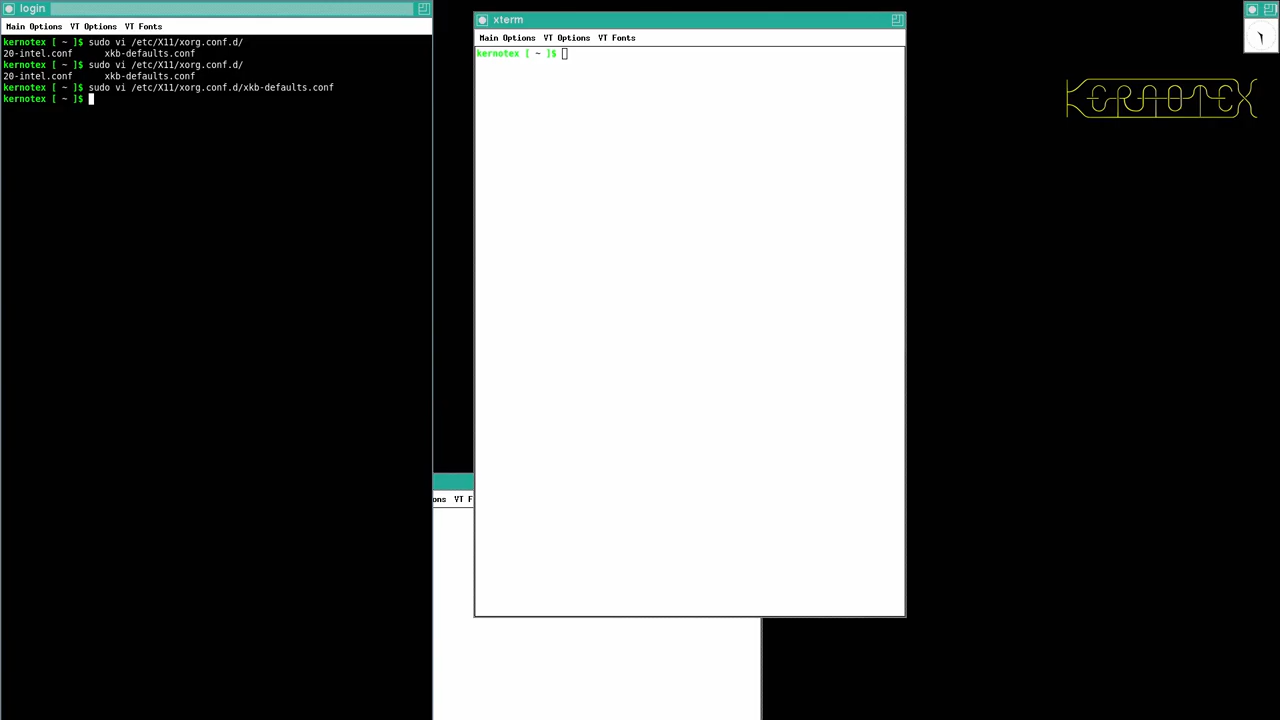 login
Main Options  VT Options  VT Fonts
kernotex [ ~ ]$ sudo vi /etc/X11/xorg.conf.d/
20-intel.conf      xkb-defaults.conf
kernotex [ ~ ]$ sudo vi /etc/X11/xorg.conf.d/
20-intel.conf      xkb-defaults.conf
kernotex [ ~ ]$ sudo vi /etc/X11/xorg.conf.d/xkb-defaults.conf
kernotex [ ~ ]$
xterm
Main Options  VT Options  VT Fonts
kernotex [ ~ ]$
ons  VT F
KERNOTEX